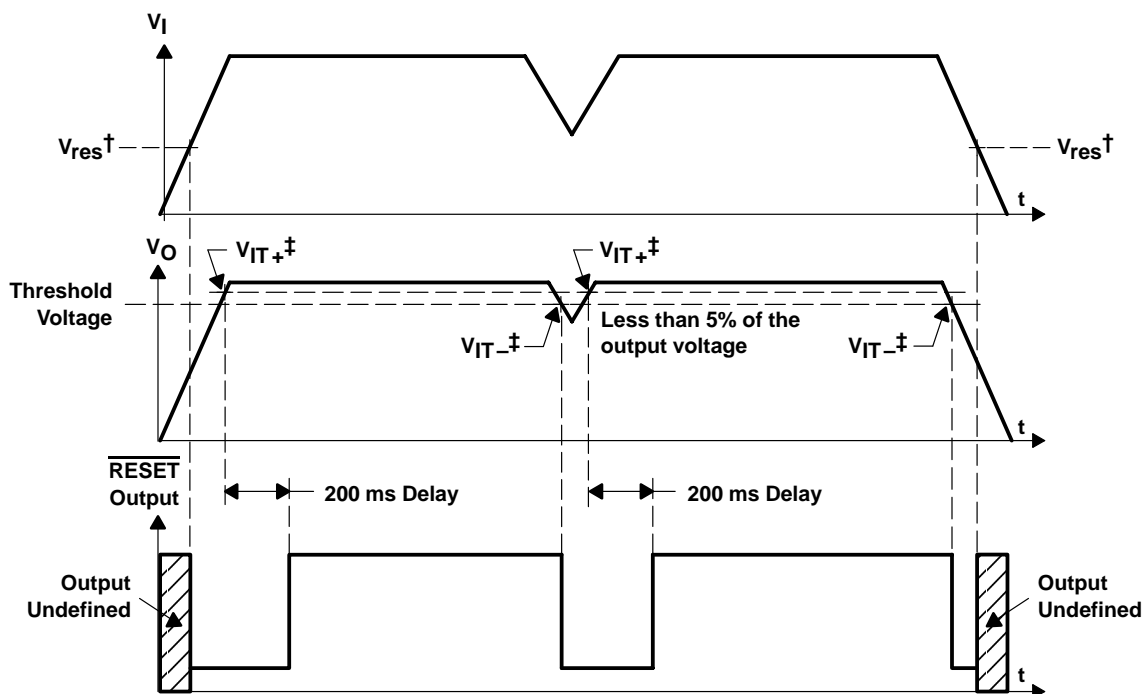 VI
Vres†
Vres†
t
VO
VIT+‡
VIT+‡
Threshold
Voltage
Less than 5% of the
output voltage
VIT–‡
VIT–‡
t
RESET
Output
200 ms Delay
200 ms Delay
Output
Undefined
Output
Undefined
t